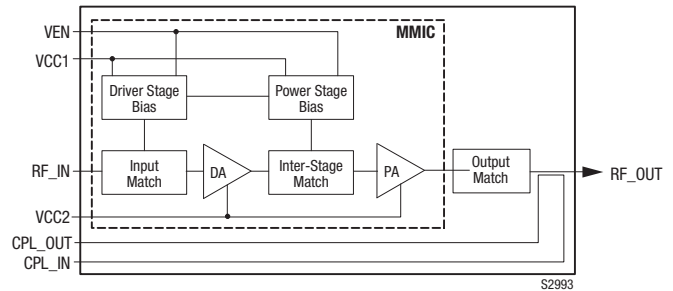 VEN
MMIC
VCC1
Driver Stage
Bias
Power Stage
Bias
RF_IN
Input
Match
DA
Inter-Stage
Match
PA
Output
Match
RF_OUT
VCC2
CPL_OUT
CPL_IN
S2993